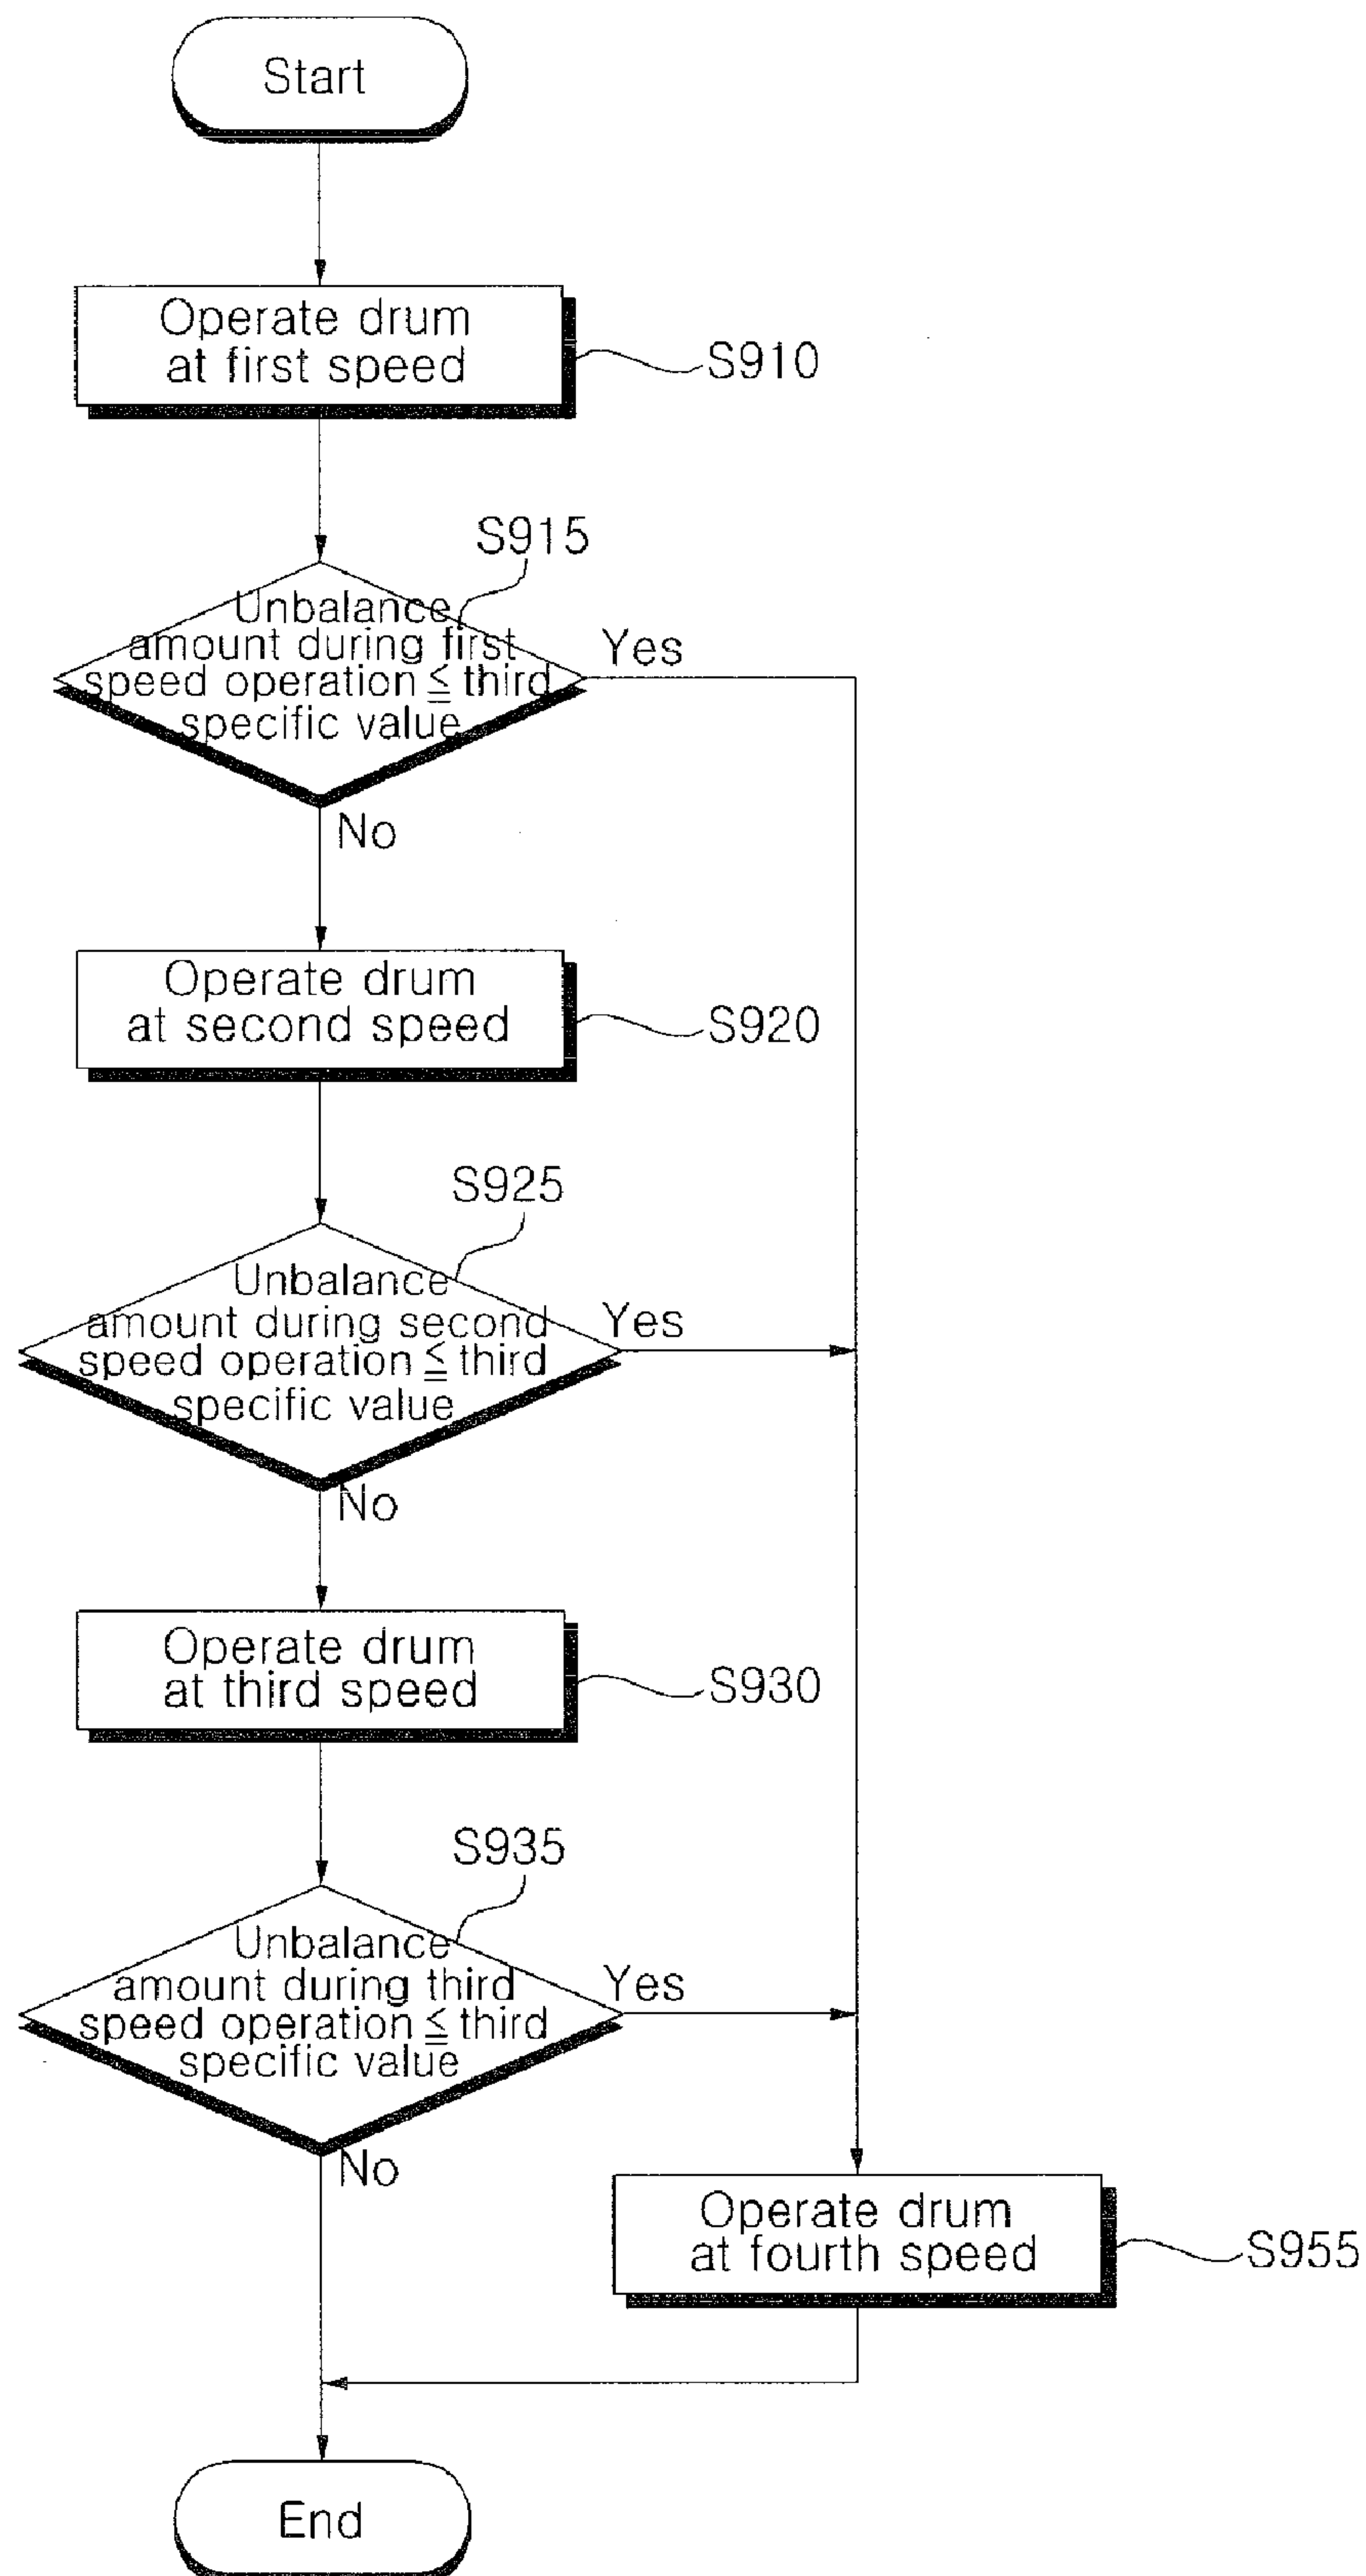 Start
Operate drum
at first speed
S910
S915
Unbalance
amount during first
speed operation ≦ third
specific value
Yes
No
Operate drum
at second speed
S920
S925
Unbalance
amount during second
speed operation ≦ third
specific value
Yes
No
Operate drum
at third speed
S930
S935
Unbalance
amount during third
speed operation ≦ third
specific value
Yes
No
Operate drum
at fourth speed
S955
End